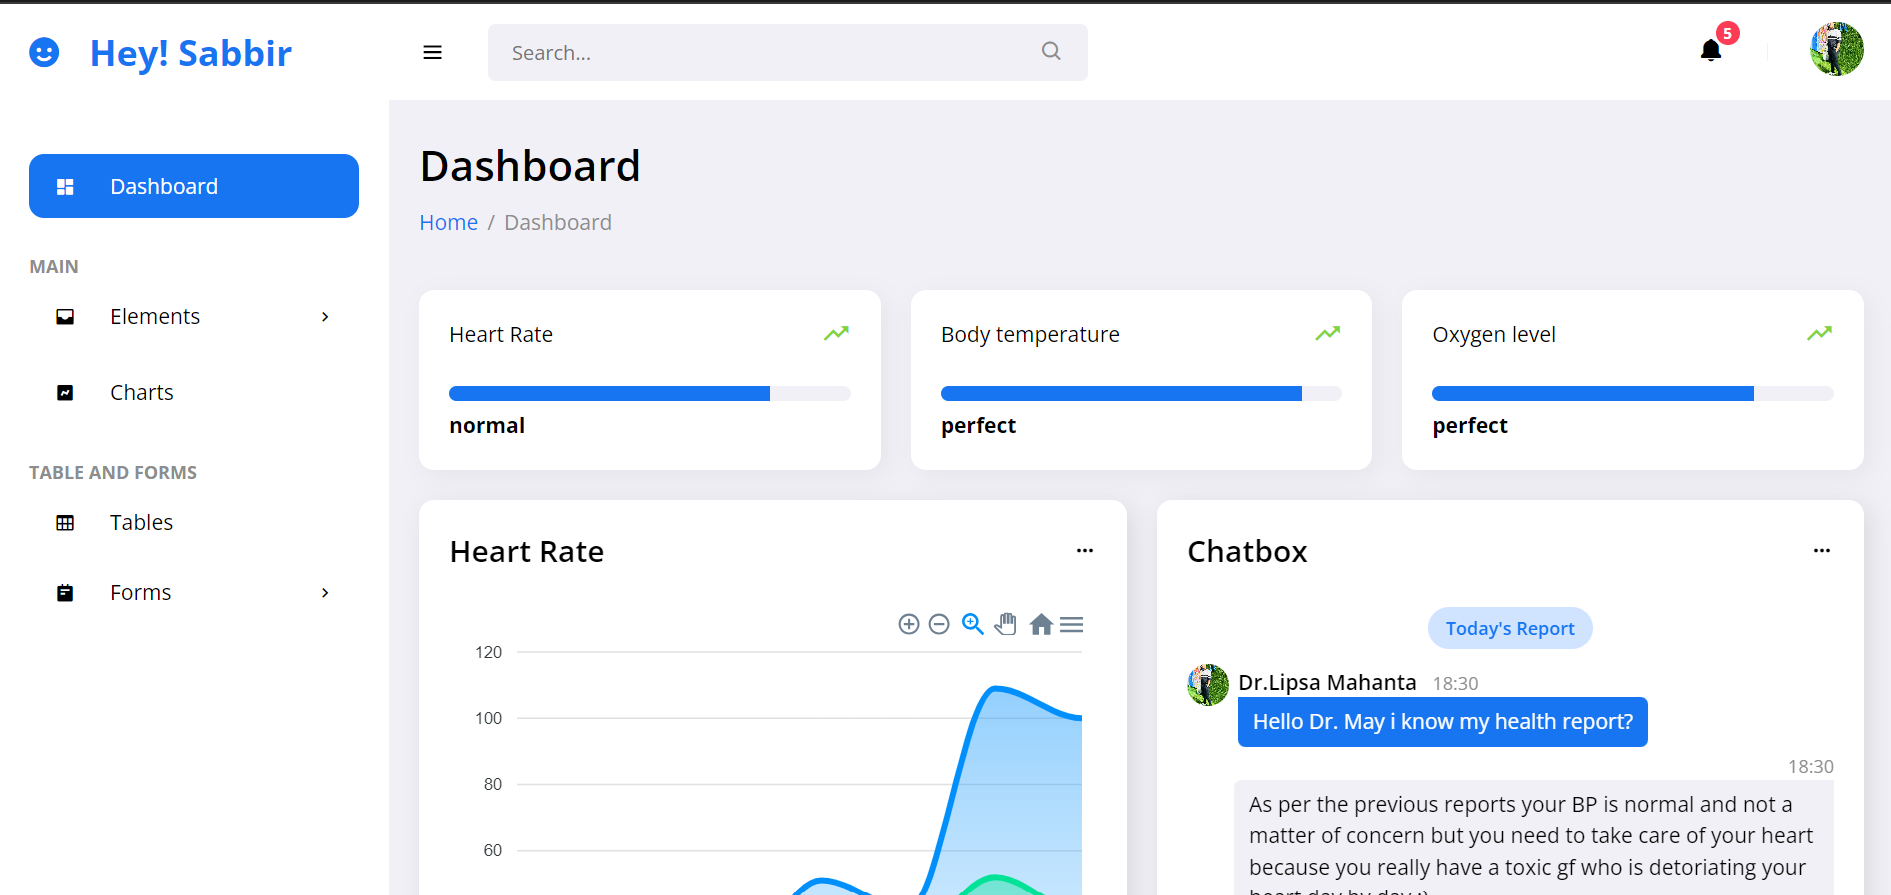 Hey! Sabbir
Search...
5
Dashboard
MAIN
Elements
Charts
TABLE AND FORMS
Tables
Forms
Dashboard
Home / Dashboard
Heart Rate
normal
Body temperature
perfect
Oxygen level
perfect
Heart Rate
120
100
80
60
Chatbox
Today's Report
Dr.Lipsa Mahanta 18:30
Hello Dr. May i know my health report?
18:30
As per the previous reports your BP is normal and not a
matter of concern but you need to take care of your heart
because you really have a toxic gf who is detoriating your
heart day by day :)